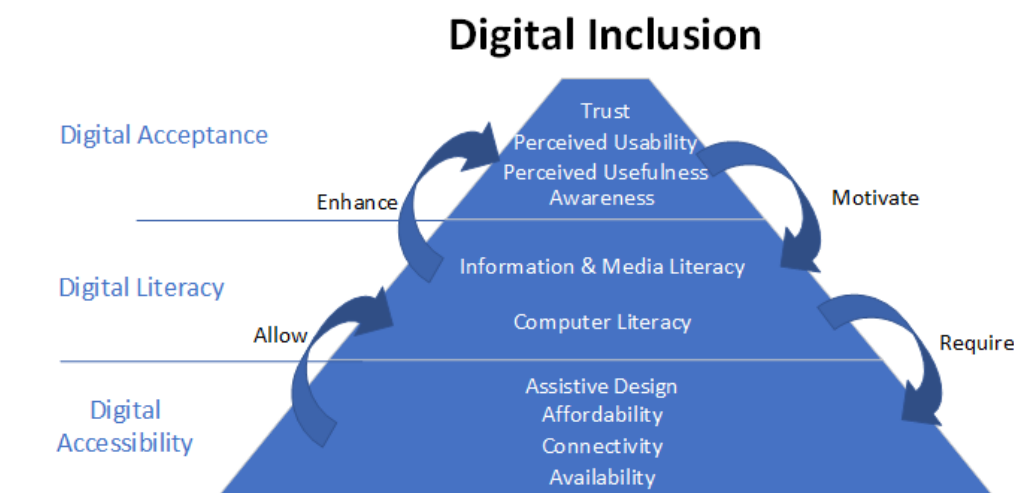 Digital Inclusion
Digital Acceptance
Trust
Perceived Usability
Perceived Usefulness
Awareness
Enhance
Motivate
Digital Literacy
Information & Media Literacy
Computer Literacy
Allow
Require
Digital
Accessibility
Assistive Design
Affordability
Connectivity
Availability